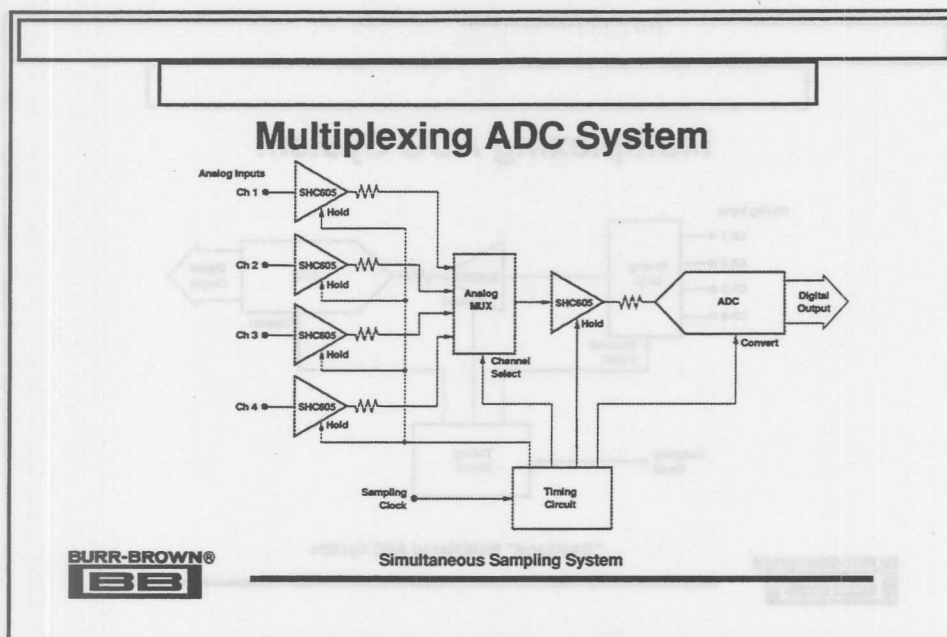 Multiplexing ADC System
Analog Inputs
Ch 1
SHC605
Hold
Ch 2
SHC605
Hold
Ch 3
SHC605
Hold
Ch 4
SHC605
Hold
Analog
MUX
Channel
Select
SHC605
Hold
ADC
Convert
Digital
Output
Sampling
Clock
Timing
Circuit
BURR-BROWN®
BB
Simultaneous Sampling System